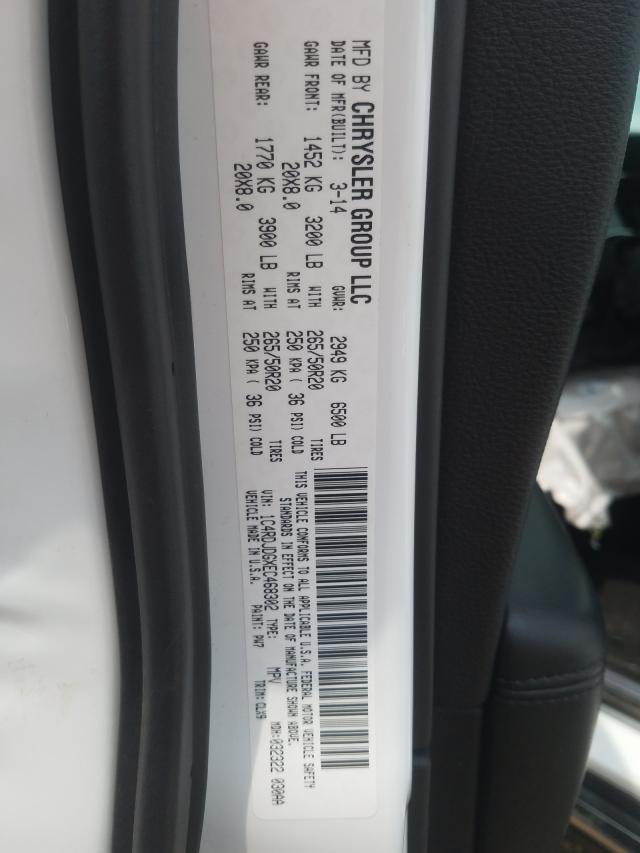 MFD BY CHRYSLER GROUP LLC
DATE OF MFR(BUILT): 3-14 GVWR: 2949 KG 6500 LB
GAWR FRONT: 1452 KG 3200 LB WITH 265/50R20 TIRES
20X8.0 RIMS AT 250 KPA ( 36 PSI) COLD
GAWR REAR: 1770 KG 3900 LB WITH 265/50R20 TIRES
20X8.0 RIMS AT 250 KPA ( 36 PSI) COLD
THIS VEHICLE CONFORMS TO ALL APPLICABLE U.S.A. FEDERAL MOTOR VEHICLE SAFETY
STANDARDS IN EFFECT ON THE DATE OF MANUFACTURE SHOWN ABOVE.
VIN: 1C4RDJDGXEC468302 TYPE: MPV MDH:032322 030AA
VEHICLE MADE IN U.S.A. PAINT: PW7 TRIM: CLX9